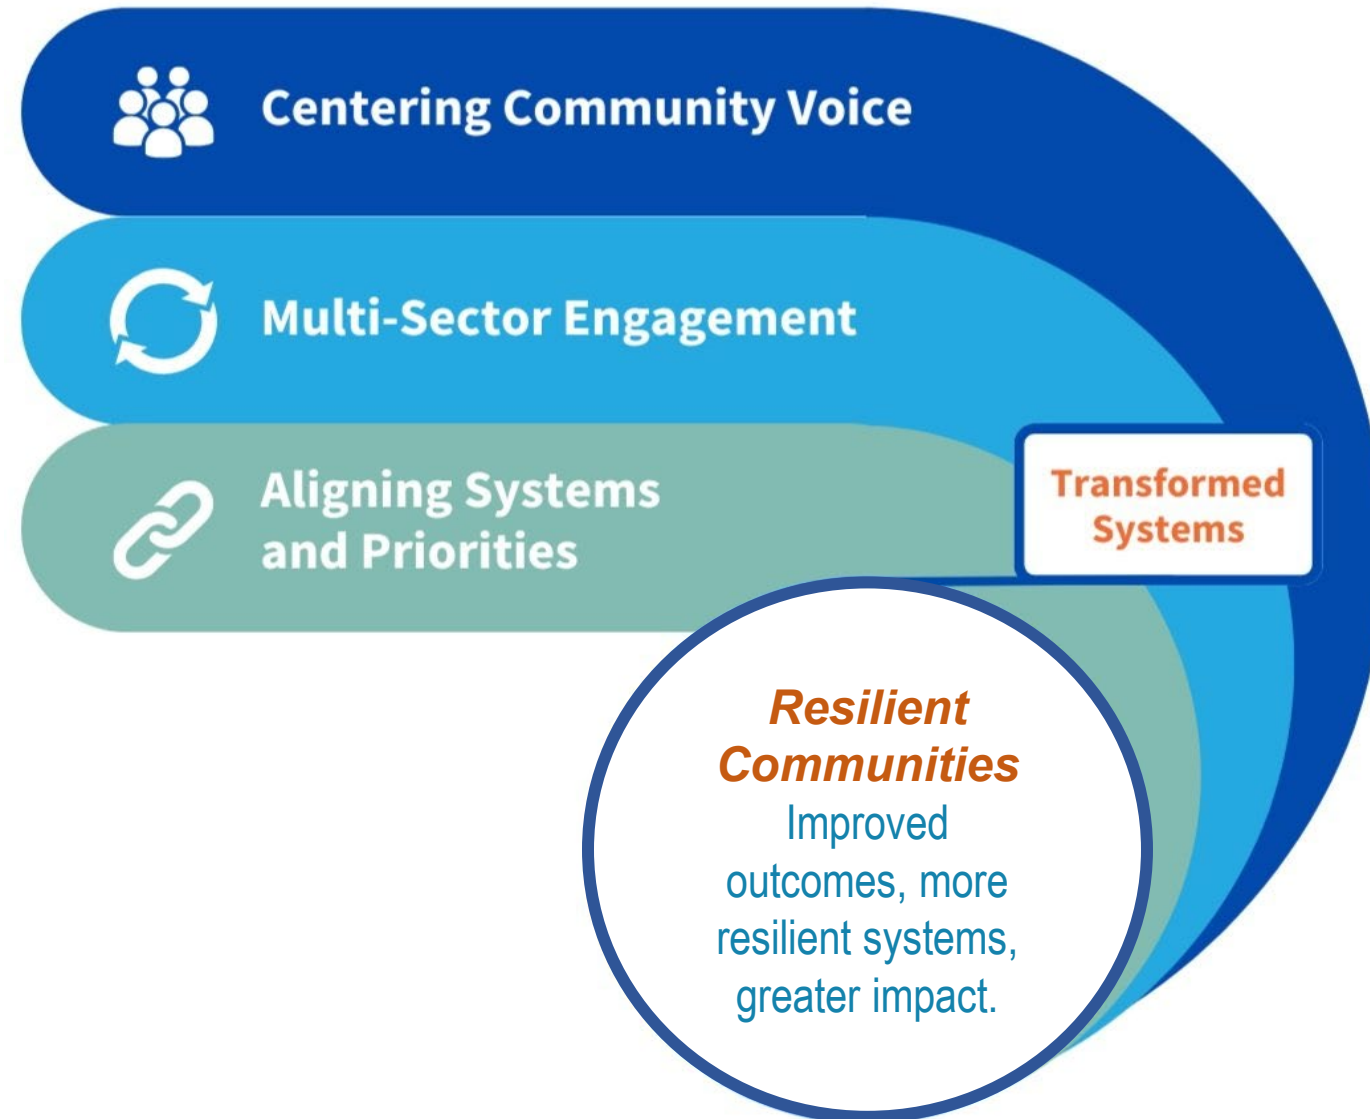 Centering Community Voice
Multi-Sector Engagement
Aligning Systems
and Priorities
Transformed
Systems
Resilient
Communities
Improved
outcomes, more
resilient systems,
greater impact.